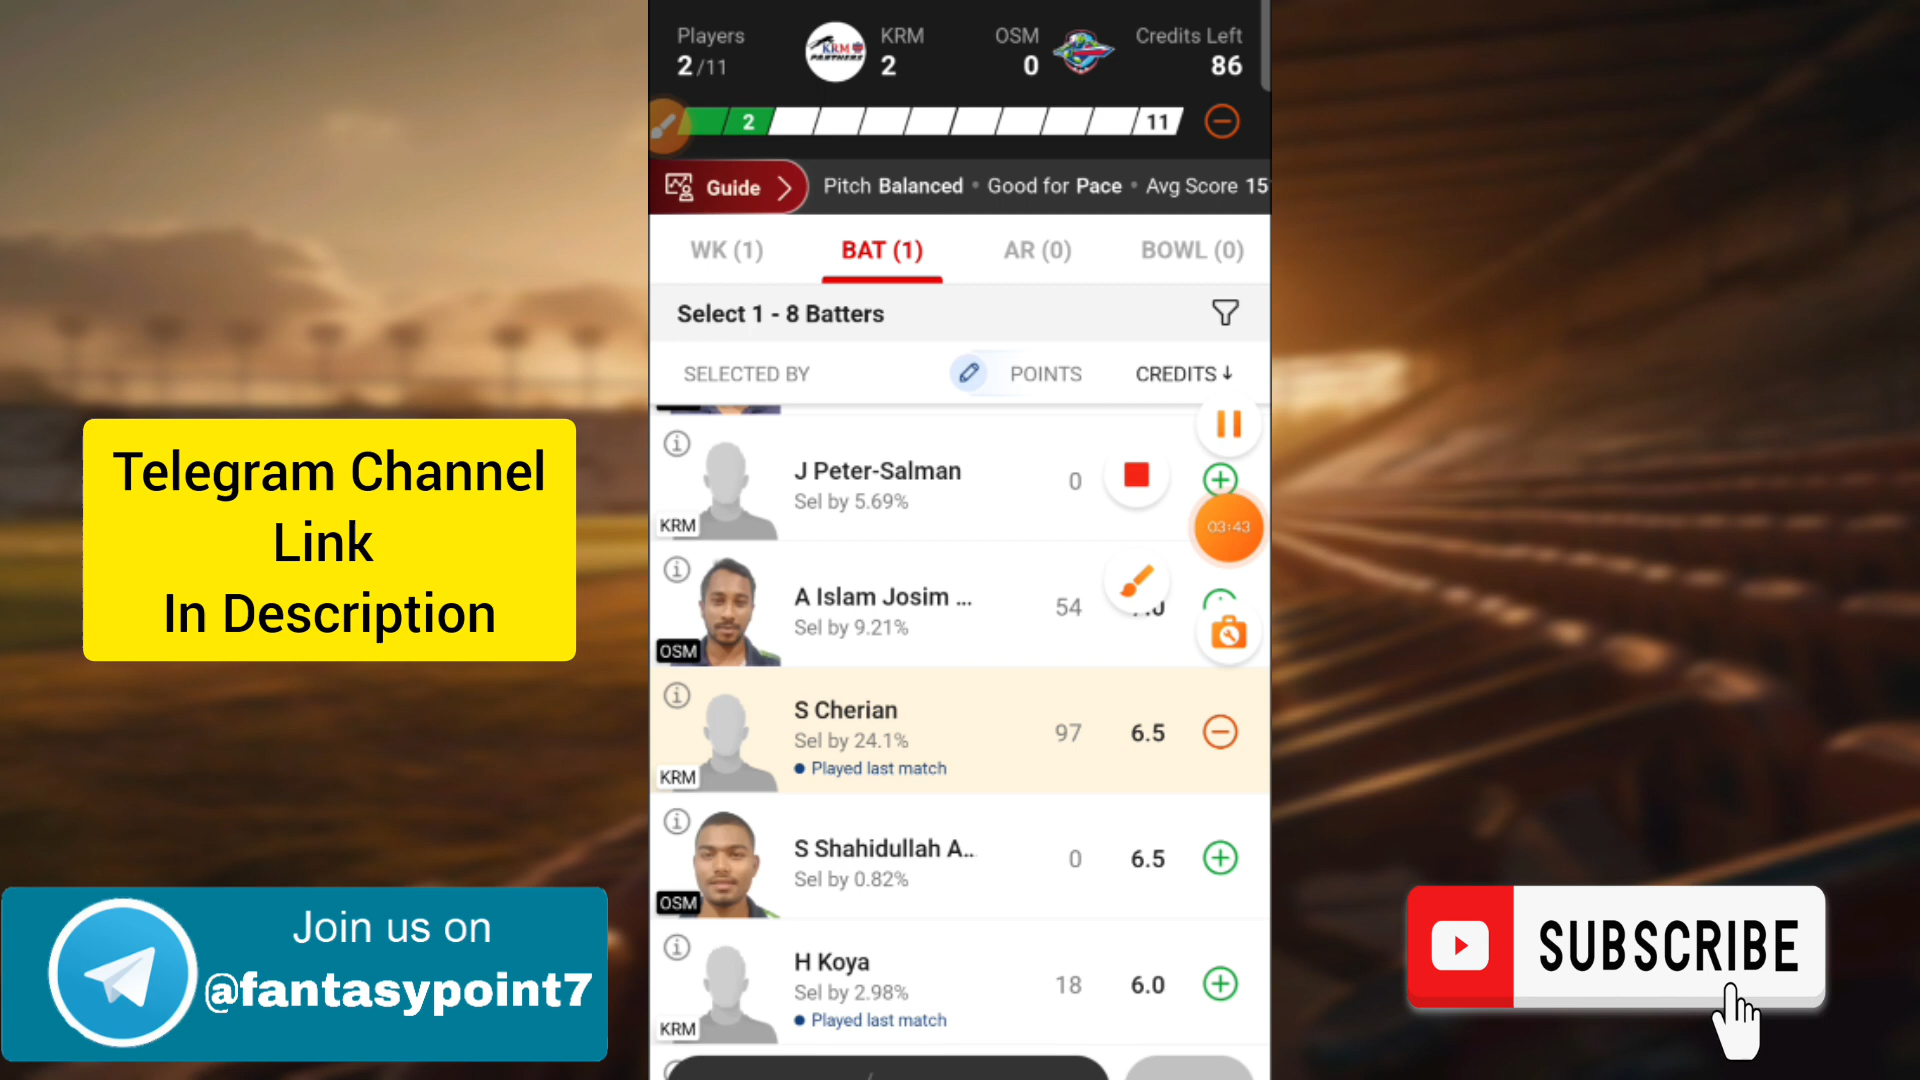 Players
2/11
KRM
PANTHERS
KRM
2
OSM
0
Credits Left
86
2
11
Guide
Pitch Balanced • Good for Pace • Avg Score 15
WK (1)
BAT (1)
AR (0)
BOWL (0)
Select 1 - 8 Batters
SELECTED BY
POINTS
CREDITS↓
J Peter-Salman
Sel by 5.69%
0
KRM
03:43
A Islam Josim ...
Sel by 9.21%
54
OSM
S Cherian
Sel by 24.1%
Played last match
97
6.5
KRM
S Shahidullah A..
Sel by 0.82%
0
6.5
OSM
H Koya
Sel by 2.98%
Played last match
18
6.0
KRM
Telegram Channel
Link
In Description
Join us on
@fantasypoint7
SUBSCRIBE